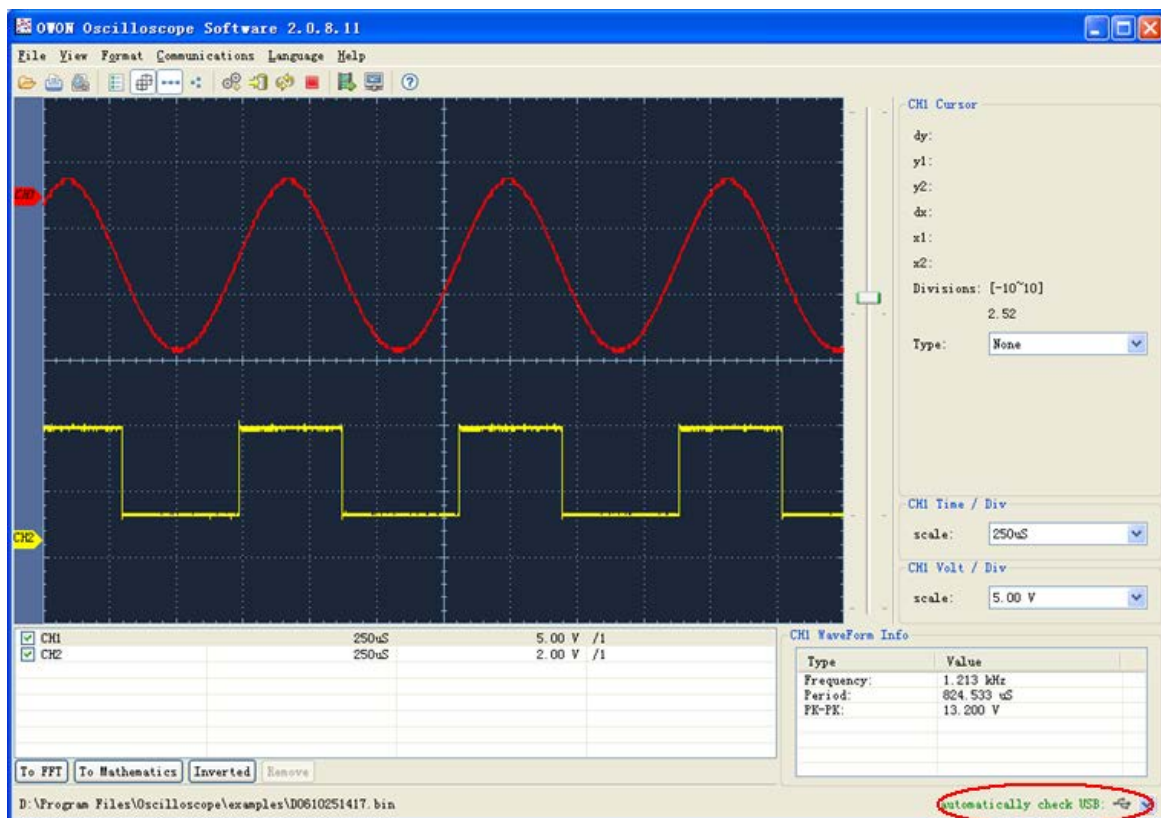 OWON Oscilloscope Software 2.0.8.11
File View Format Communications Language Help
CH1
CH2
CH1 Cursor
dy:
y1:
y2:
dx:
x1:
x2:
Divisions: [-10~10]
2.52
Type: None
CH1 Time / Div
scale: 250uS
CH1 Volt / Div
scale: 5.00 V
CH1 250uS 5.00 V /1
CH2 250uS 2.00 V /1
CH1 WaveForm Info
Type Value
Frequency: 1.213 kHz
Period: 824.533 uS
PK-PK: 13.200 V
To FFT To Mathematics Inverted Remove
D:\Program Files\Oscilloscope\examples\D0610251417.bin
automatically check USB: